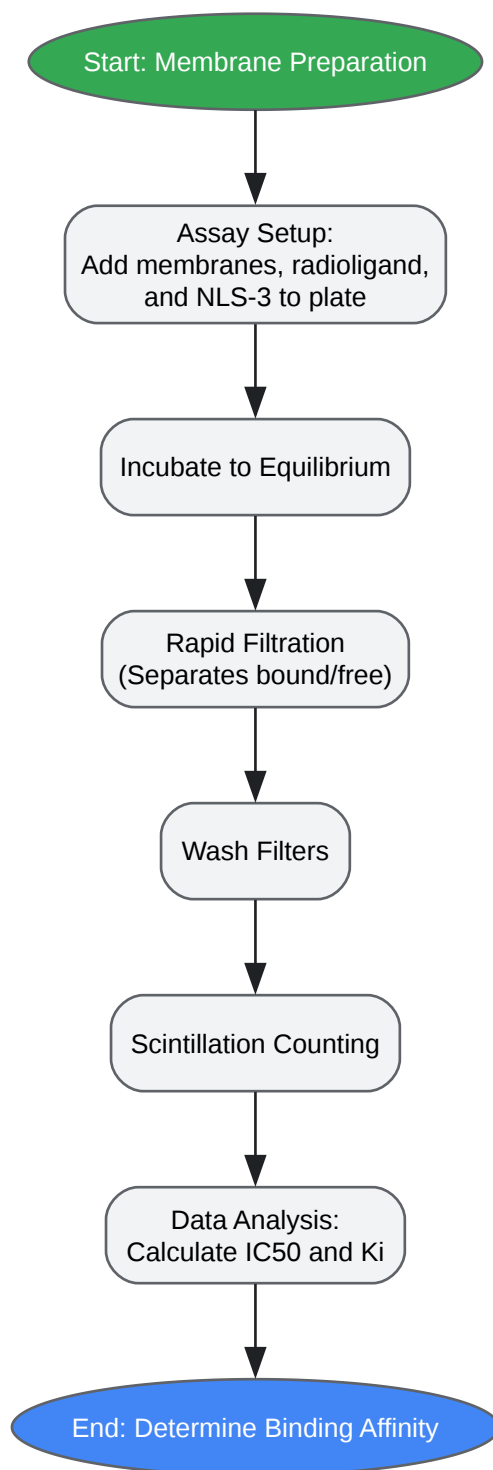 Start: Membrane Preparation
Assay Setup:
Add membranes, radioligand,
and NLS-3 to plate
Incubate to Equilibrium
Rapid Filtration
(Separates bound/free)
Wash Filters
Scintillation Counting
Data Analysis:
Calculate IC50 and Ki
End: Determine Binding Affinity